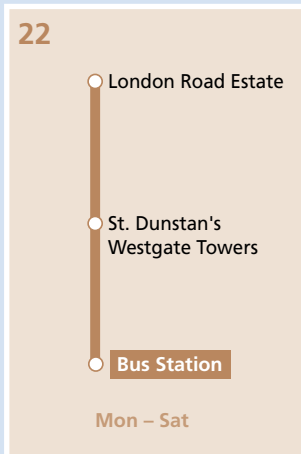 22
London Road Estate
St. Dunstan's
Westgate Towers
Bus Station
Mon – Sat